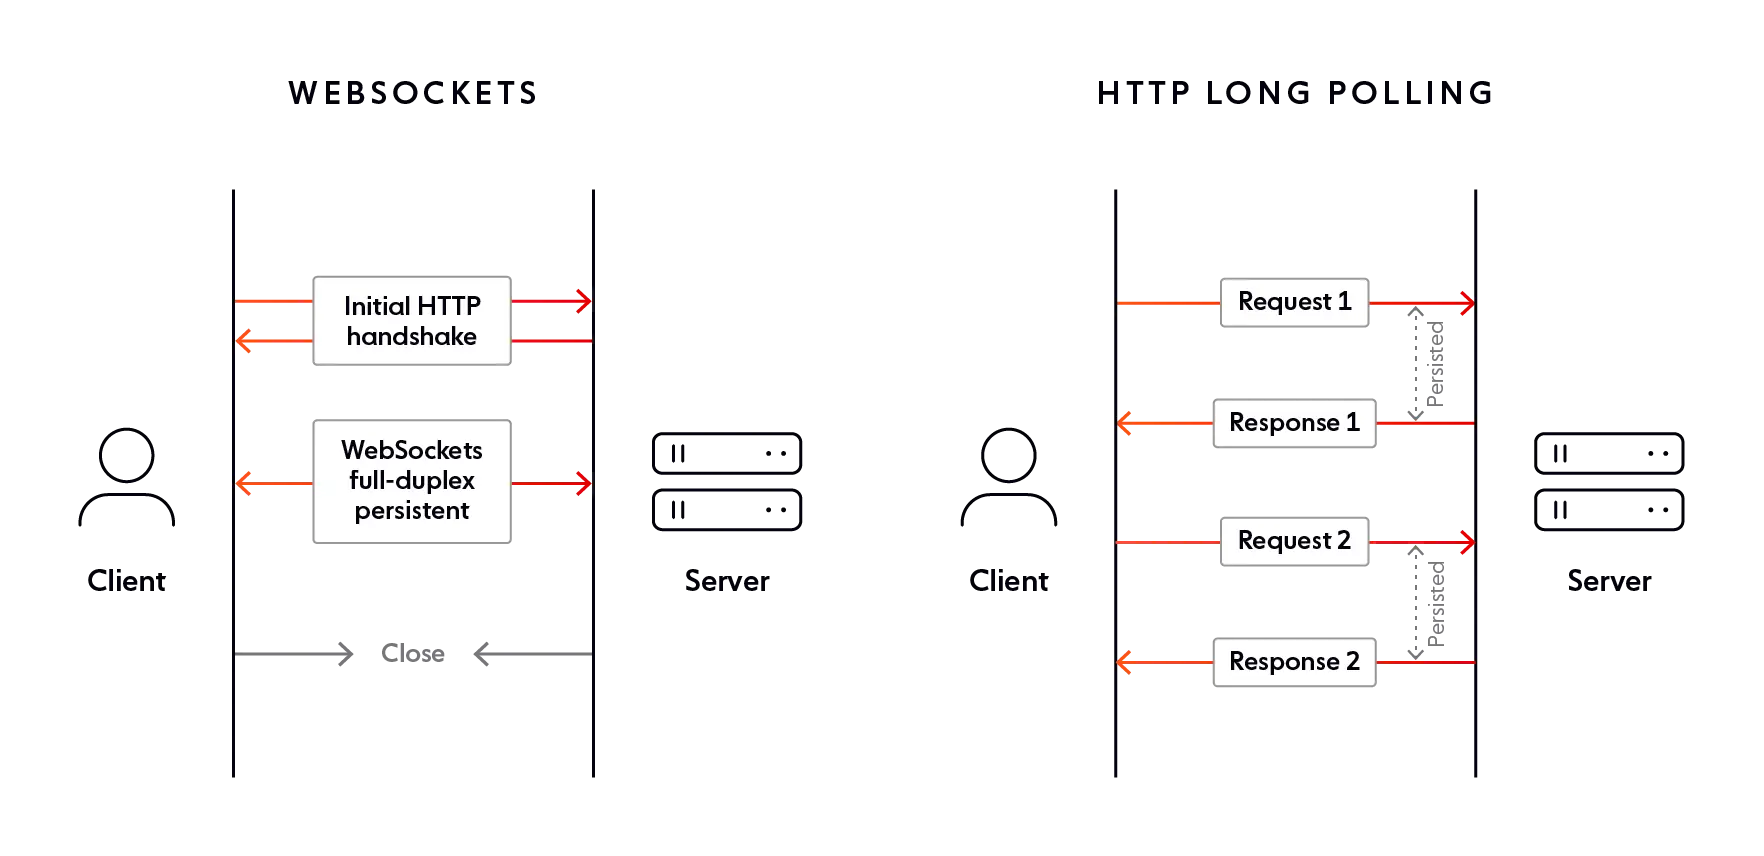 WEBSOCKETS
Initial HTTP
handshake
WebSockets
full-duplex
persistent
Client
Server
Close
HTTP LONG POLLING
Request 1
Persisted
Response 1
Request 2
Persisted
Response 2
Client
Server